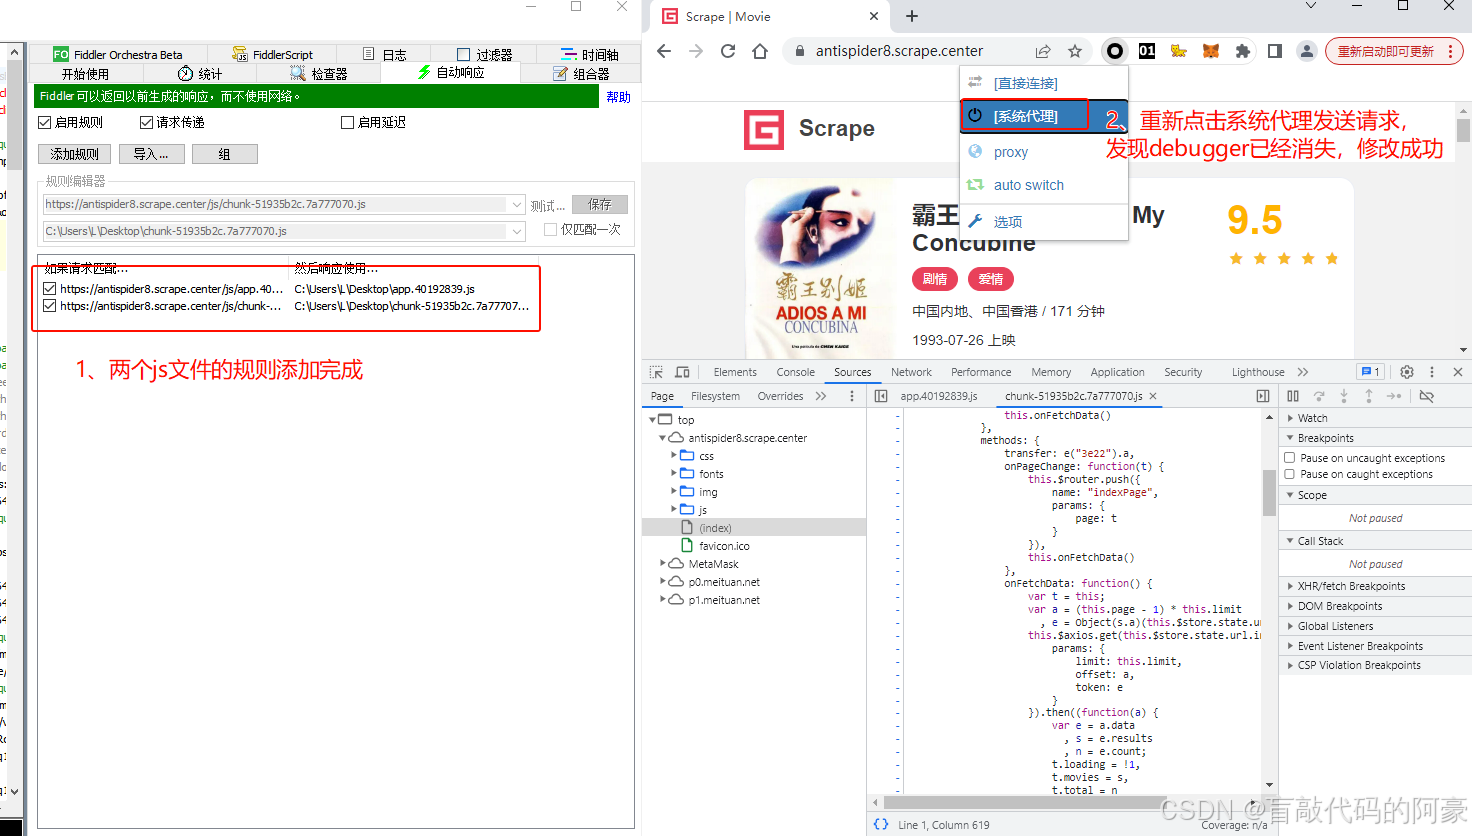 Fiddler Orchestra Beta
FiddlerScript
日志
过滤器
时间轴
开始使用
统计
检查器
自动响应
组合器
Fiddler 可以返回以前生成的响应，而不使用网络。
帮助
启用规则
请求传递
启用延迟
添加规则
导入...
组
规则编辑器
https://antispider8.scrape.center/js/chunk-51935b2c.7a777070.js
测试...
保存
C:\Users\L\Desktop\chunk-51935b2c.7a777070.js
仅匹配一次
如果请求匹配...
然后响应使用...
https://antispider8.scrape.center/js/app.40...
C:\Users\L\Desktop\app.40192839.js
https://antispider8.scrape.center/js/chunk-...
C:\Users\L\Desktop\chunk-51935b2c.7a77707...
1、两个js文件的规则添加完成
Scrape | Movie
antispider8.scrape.center
01
重新启动即可更新
[直接连接]
[系统代理]
proxy
auto switch
选项
2、重新点击系统代理发送请求，
发现debugger已经消失，修改成功
Scrape
霸王
My
Concubine
剧情
爱情
中国内地、中国香港 / 171 分钟
1993-07-26 上映
9.5
霸王别姬
ADIOS A MI
CONCUBINA
Una película de CHEN KAIGE
Elements
Console
Sources
Network
Performance
Memory
Application
Security
Lighthouse
1
Page
Filesystem
Overrides
app.40192839.js
chunk-51935b2c.7a777070.js
top
antispider8.scrape.center
css
fonts
img
js
(index)
favicon.ico
MetaMask
p0.meituan.net
p1.meituan.net
this.onFetchData()
},
methods: {
transfer: e("3e22").a,
onPageChange: function(t) {
this.$router.push({
name: "indexPage",
params: {
page: t
}
}),
this.onFetchData()
},
onFetchData: function() {
var t = this;
var a = (this.page - 1) * this.limit
, e = Object(s.a)(this.$store.state.u
this.$axios.get(this.$store.state.url.i
params: {
limit: this.limit,
offset: a,
token: e
}
}).then((function(a) {
var e = a.data
, s = e.results
, n = e.count;
t.loading = !1,
t.movies = s,
t.total = n
Line 1, Column 619
Coverage: n/a
Watch
Breakpoints
Pause on uncaught exceptions
Pause on caught exceptions
Scope
Not paused
Call Stack
Not paused
XHR/fetch Breakpoints
DOM Breakpoints
Global Listeners
Event Listener Breakpoints
CSP Violation Breakpoints
CSDN @盲敲代码的阿豪